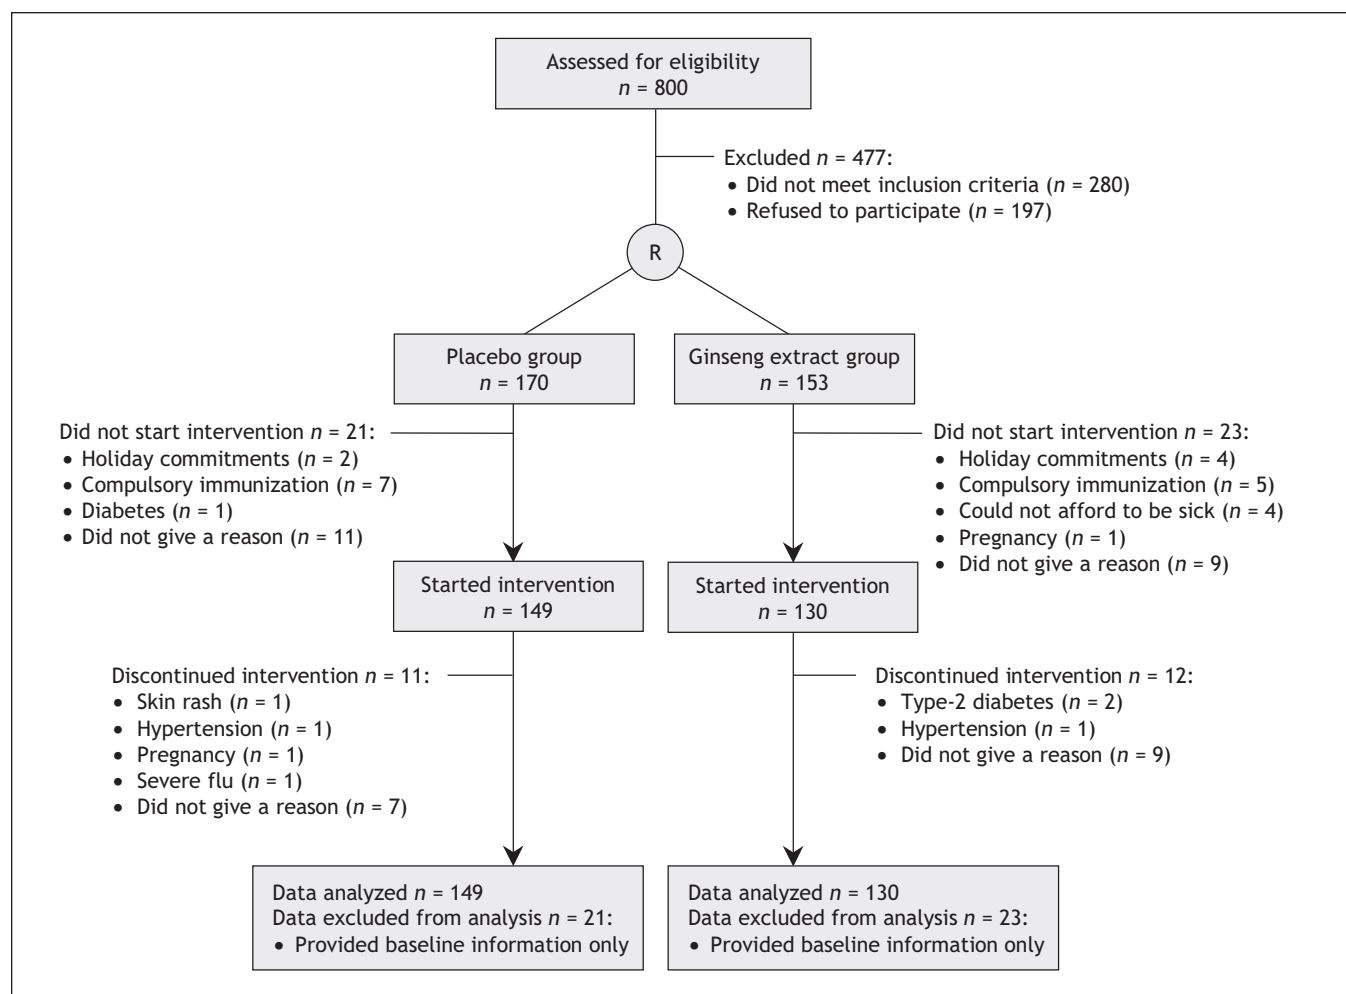 Assessed for eligibility
n = 800
Excluded n = 477:
• Did not meet inclusion criteria (n = 280)
• Refused to participate (n = 197)
R
Placebo group
n = 170
Ginseng extract group
n = 153
Did not start intervention n = 21:
• Holiday commitments (n = 2)
• Compulsory immunization (n = 7)
• Diabetes (n = 1)
• Did not give a reason (n = 11)
Did not start intervention n = 23:
• Holiday commitments (n = 4)
• Compulsory immunization (n = 5)
• Could not afford to be sick (n = 4)
• Pregnancy (n = 1)
• Did not give a reason (n = 9)
Started intervention
n = 149
Started intervention
n = 130
Discontinued intervention n = 11:
• Skin rash (n = 1)
• Hypertension (n = 1)
• Pregnancy (n = 1)
• Severe flu (n = 1)
• Did not give a reason (n = 7)
Discontinued intervention n = 12:
• Type-2 diabetes (n = 2)
• Hypertension (n = 1)
• Did not give a reason (n = 9)
Data analyzed n = 149
Data excluded from analysis n = 21:
• Provided baseline information only
Data analyzed n = 130
Data excluded from analysis n = 23:
• Provided baseline information only